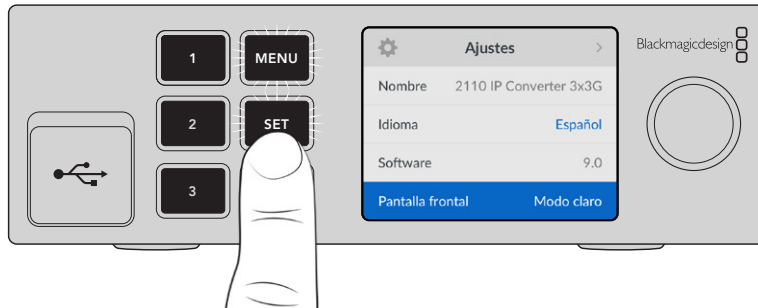 1
MENU
2
SET
3
Ajustes
Nombre 2110 IP Converter 3x3G
Idioma Español
Software 9.0
Pantalla frontal Modo claro
Blackmagicdesign